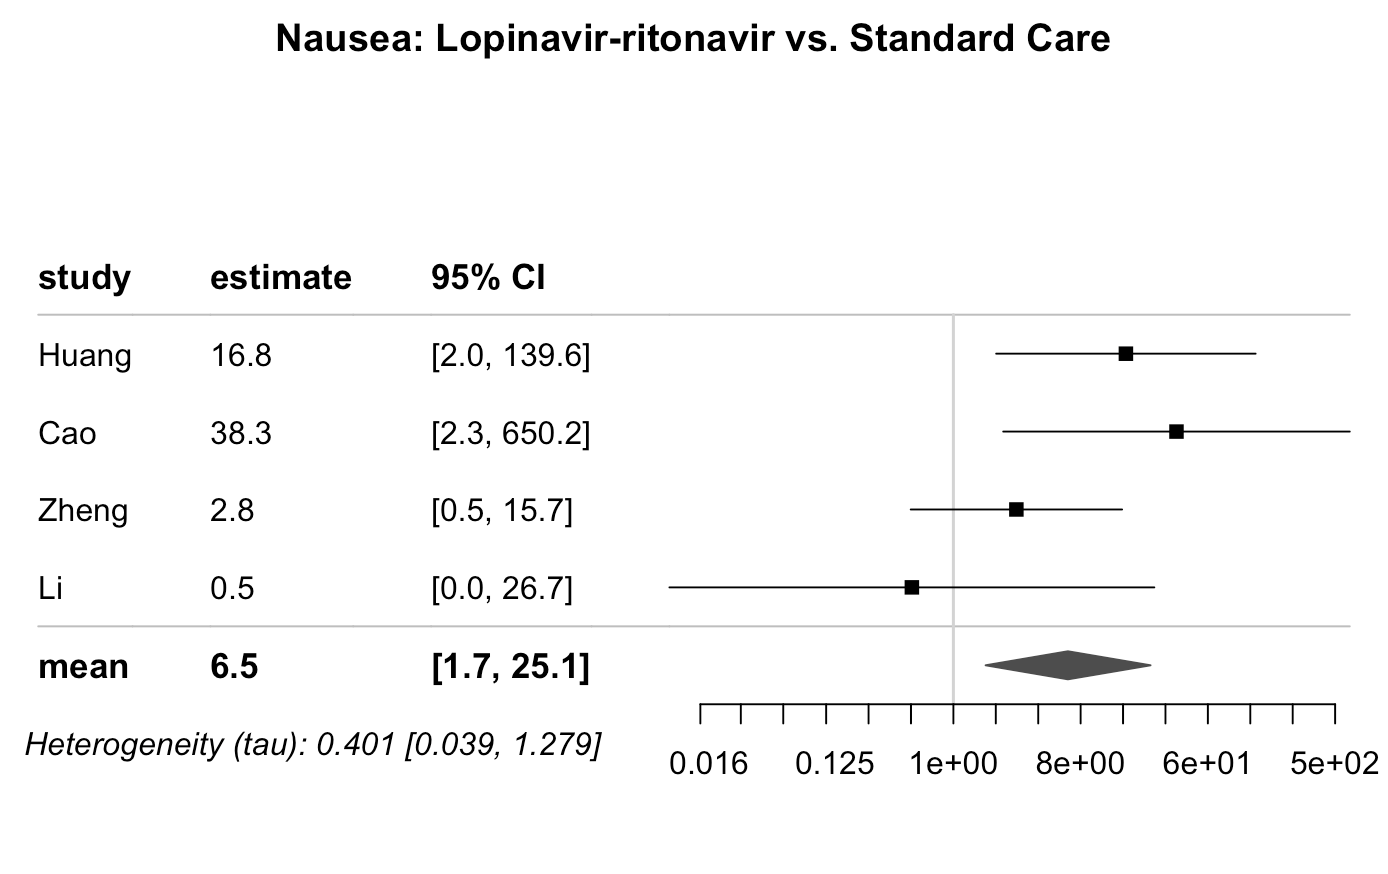 Nausea: Lopinavir-ritonavir vs. Standard Care
study estimate 95% CI
Huang 16.8 [2.0, 139.6]
Cao 38.3 [2.3, 650.2]
Zheng 2.8 [0.5, 15.7]
Li 0.5 [0.0, 26.7]
mean 6.5 [1.7, 25.1]
Heterogeneity (tau): 0.401 [0.039, 1.279]
0.016 0.125 1e+00 8e+00 6e+01 5e+02